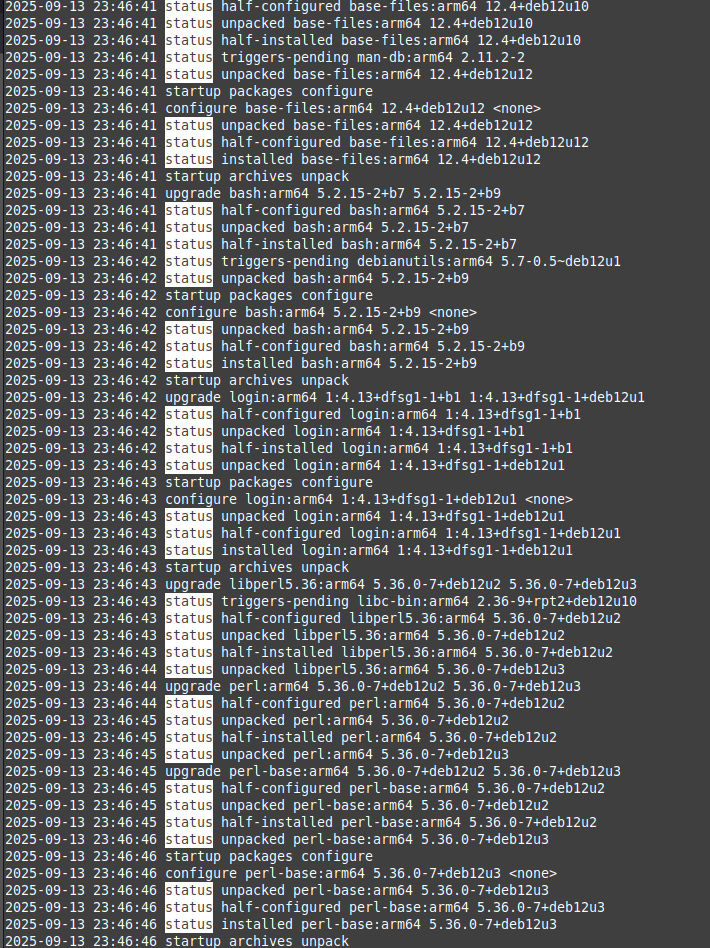 2025-09-13 23:46:41 status half-configured base-files:arm64 12.4+deb12u10
2025-09-13 23:46:41 status unpacked base-files:arm64 12.4+deb12u10
2025-09-13 23:46:41 status half-installed base-files:arm64 12.4+deb12u10
2025-09-13 23:46:41 status triggers-pending man-db:arm64 2.11.2-2
2025-09-13 23:46:41 status unpacked base-files:arm64 12.4+deb12u12
2025-09-13 23:46:41 startup packages configure
2025-09-13 23:46:41 configure base-files:arm64 12.4+deb12u12 <none>
2025-09-13 23:46:41 status unpacked base-files:arm64 12.4+deb12u12
2025-09-13 23:46:41 status half-configured base-files:arm64 12.4+deb12u12
2025-09-13 23:46:41 status installed base-files:arm64 12.4+deb12u12
2025-09-13 23:46:41 startup archives unpack
2025-09-13 23:46:41 upgrade bash:arm64 5.2.15-2+b7 5.2.15-2+b9
2025-09-13 23:46:41 status half-configured bash:arm64 5.2.15-2+b7
2025-09-13 23:46:41 status unpacked bash:arm64 5.2.15-2+b7
2025-09-13 23:46:41 status half-installed bash:arm64 5.2.15-2+b7
2025-09-13 23:46:42 status triggers-pending debianutils:arm64 5.7-0.5~deb12u1
2025-09-13 23:46:42 status unpacked bash:arm64 5.2.15-2+b9
2025-09-13 23:46:42 startup packages configure
2025-09-13 23:46:42 configure bash:arm64 5.2.15-2+b9 <none>
2025-09-13 23:46:42 status unpacked bash:arm64 5.2.15-2+b9
2025-09-13 23:46:42 status half-configured bash:arm64 5.2.15-2+b9
2025-09-13 23:46:42 status installed bash:arm64 5.2.15-2+b9
2025-09-13 23:46:42 startup archives unpack
2025-09-13 23:46:42 upgrade login:arm64 1:4.13+dfsg1-1+b1 1:4.13+dfsg1-1+deb12u1
2025-09-13 23:46:42 status half-configured login:arm64 1:4.13+dfsg1-1+b1
2025-09-13 23:46:42 status unpacked login:arm64 1:4.13+dfsg1-1+b1
2025-09-13 23:46:42 status half-installed login:arm64 1:4.13+dfsg1-1+b1
2025-09-13 23:46:43 status unpacked login:arm64 1:4.13+dfsg1-1+deb12u1
2025-09-13 23:46:43 startup packages configure
2025-09-13 23:46:43 configure login:arm64 1:4.13+dfsg1-1+deb12u1 <none>
2025-09-13 23:46:43 status unpacked login:arm64 1:4.13+dfsg1-1+deb12u1
2025-09-13 23:46:43 status half-configured login:arm64 1:4.13+dfsg1-1+deb12u1
2025-09-13 23:46:43 status installed login:arm64 1:4.13+dfsg1-1+deb12u1
2025-09-13 23:46:43 startup archives unpack
2025-09-13 23:46:43 upgrade libperl5.36:arm64 5.36.0-7+deb12u2 5.36.0-7+deb12u3
2025-09-13 23:46:43 status triggers-pending libc-bin:arm64 2.36-9+rpt2+deb12u10
2025-09-13 23:46:43 status half-configured libperl5.36:arm64 5.36.0-7+deb12u2
2025-09-13 23:46:43 status unpacked libperl5.36:arm64 5.36.0-7+deb12u2
2025-09-13 23:46:43 status half-installed libperl5.36:arm64 5.36.0-7+deb12u2
2025-09-13 23:46:44 status unpacked libperl5.36:arm64 5.36.0-7+deb12u3
2025-09-13 23:46:44 upgrade perl:arm64 5.36.0-7+deb12u2 5.36.0-7+deb12u3
2025-09-13 23:46:44 status half-configured perl:arm64 5.36.0-7+deb12u2
2025-09-13 23:46:45 status unpacked perl:arm64 5.36.0-7+deb12u2
2025-09-13 23:46:45 status half-installed perl:arm64 5.36.0-7+deb12u2
2025-09-13 23:46:45 status unpacked perl:arm64 5.36.0-7+deb12u3
2025-09-13 23:46:45 upgrade perl-base:arm64 5.36.0-7+deb12u2 5.36.0-7+deb12u3
2025-09-13 23:46:45 status half-configured perl-base:arm64 5.36.0-7+deb12u2
2025-09-13 23:46:45 status unpacked perl-base:arm64 5.36.0-7+deb12u2
2025-09-13 23:46:45 status half-installed perl-base:arm64 5.36.0-7+deb12u2
2025-09-13 23:46:45 status unpacked perl-base:arm64 5.36.0-7+deb12u3
2025-09-13 23:46:46 startup packages configure
2025-09-13 23:46:46 configure perl-base:arm64 5.36.0-7+deb12u3 <none>
2025-09-13 23:46:46 status unpacked perl-base:arm64 5.36.0-7+deb12u3
2025-09-13 23:46:46 status half-configured perl-base:arm64 5.36.0-7+deb12u3
2025-09-13 23:46:46 status installed perl-base:arm64 5.36.0-7+deb12u3
2025-09-13 23:46:46 startup archives unpack